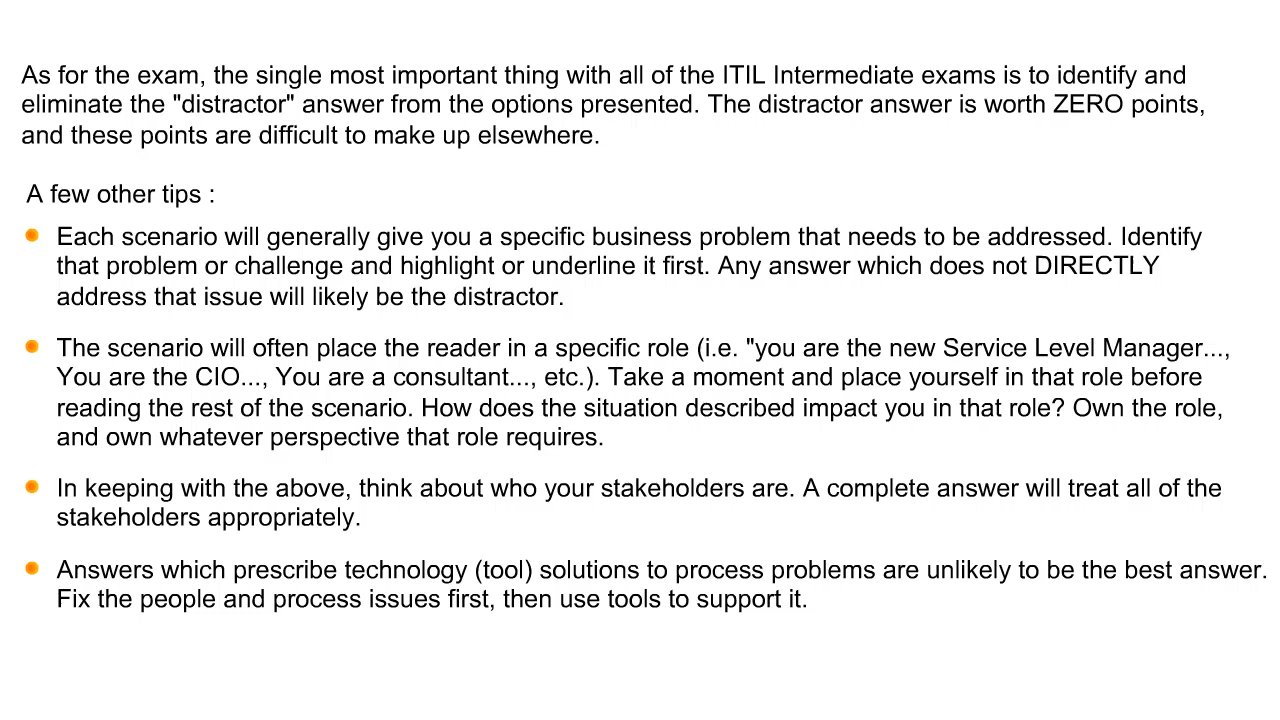 As for the exam, the single most important thing with all of the ITIL Intermediate exams is to identify and
eliminate the "distractor" answer from the options presented. The distractor answer is worth ZERO points,
and these points are difficult to make up elsewhere.
A few other tips :
Each scenario will generally give you a specific business problem that needs to be addressed. Identify
that problem or challenge and highlight or underline it first. Any answer which does not DIRECTLY
address that issue will likely be the distractor.
The scenario will often place the reader in a specific role (i.e. "you are the new Service Level Manager...,
You are the CIO..., You are a consultant..., etc.). Take a moment and place yourself in that role before
reading the rest of the scenario. How does the situation described impact you in that role? Own the role,
and own whatever perspective that role requires.
In keeping with the above, think about who your stakeholders are. A complete answer will treat all of the
stakeholders appropriately.
Answers which prescribe technology (tool) solutions to process problems are unlikely to be the best answer.
Fix the people and process issues first, then use tools to support it.